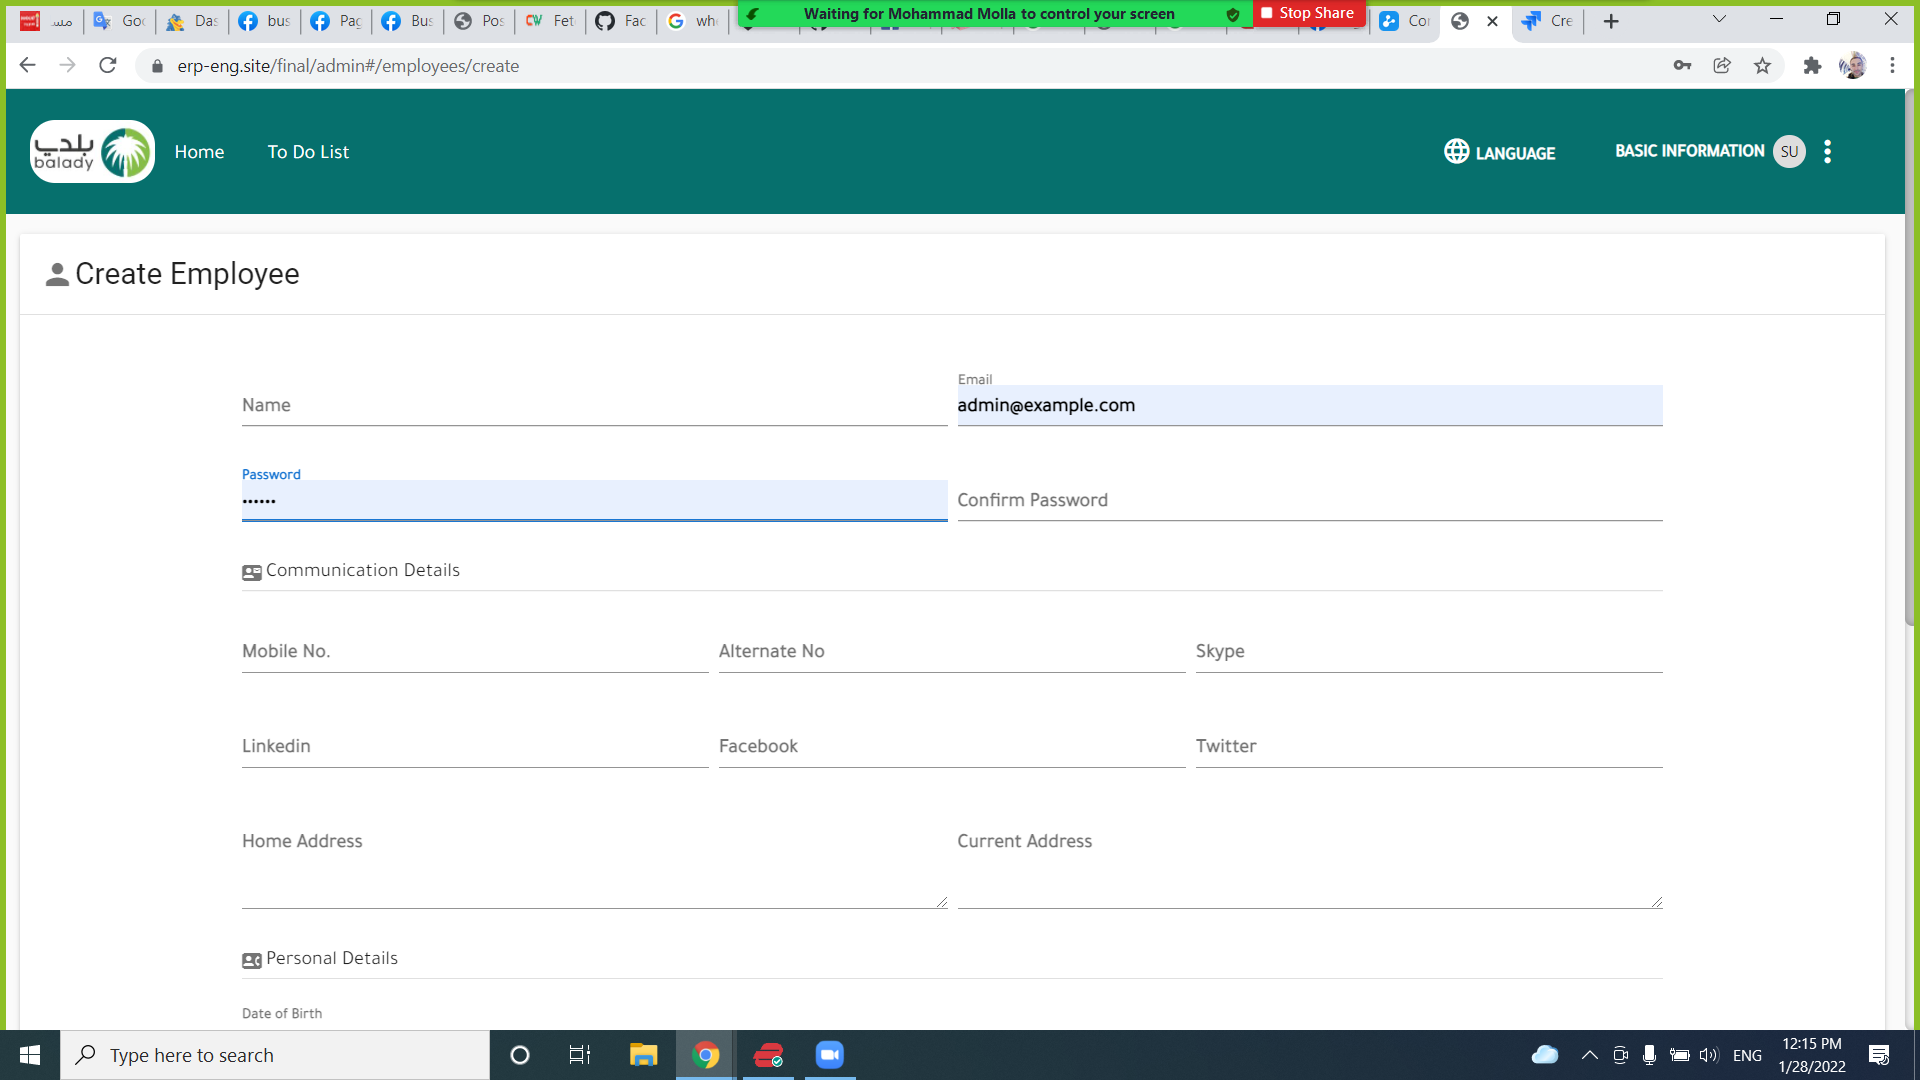 مس
Goo
Das
bus
Pag
Bus
Pos
CW Fet
Fac
wh
Waiting for Mohammad Molla to control your screen
Stop Share
Cor
Cre
erp-eng.site/final/admin#/employees/create
بلدي
balady
Home
To Do List
LANGUAGE
BASIC INFORMATION
SU
Create Employee
Name
Email
admin@example.com
Password
••••••
Confirm Password
Communication Details
Mobile No.
Alternate No
Skype
Linkedin
Facebook
Twitter
Home Address
Current Address
Personal Details
Date of Birth
Type here to search
ENG
12:15 PM
1/28/2022